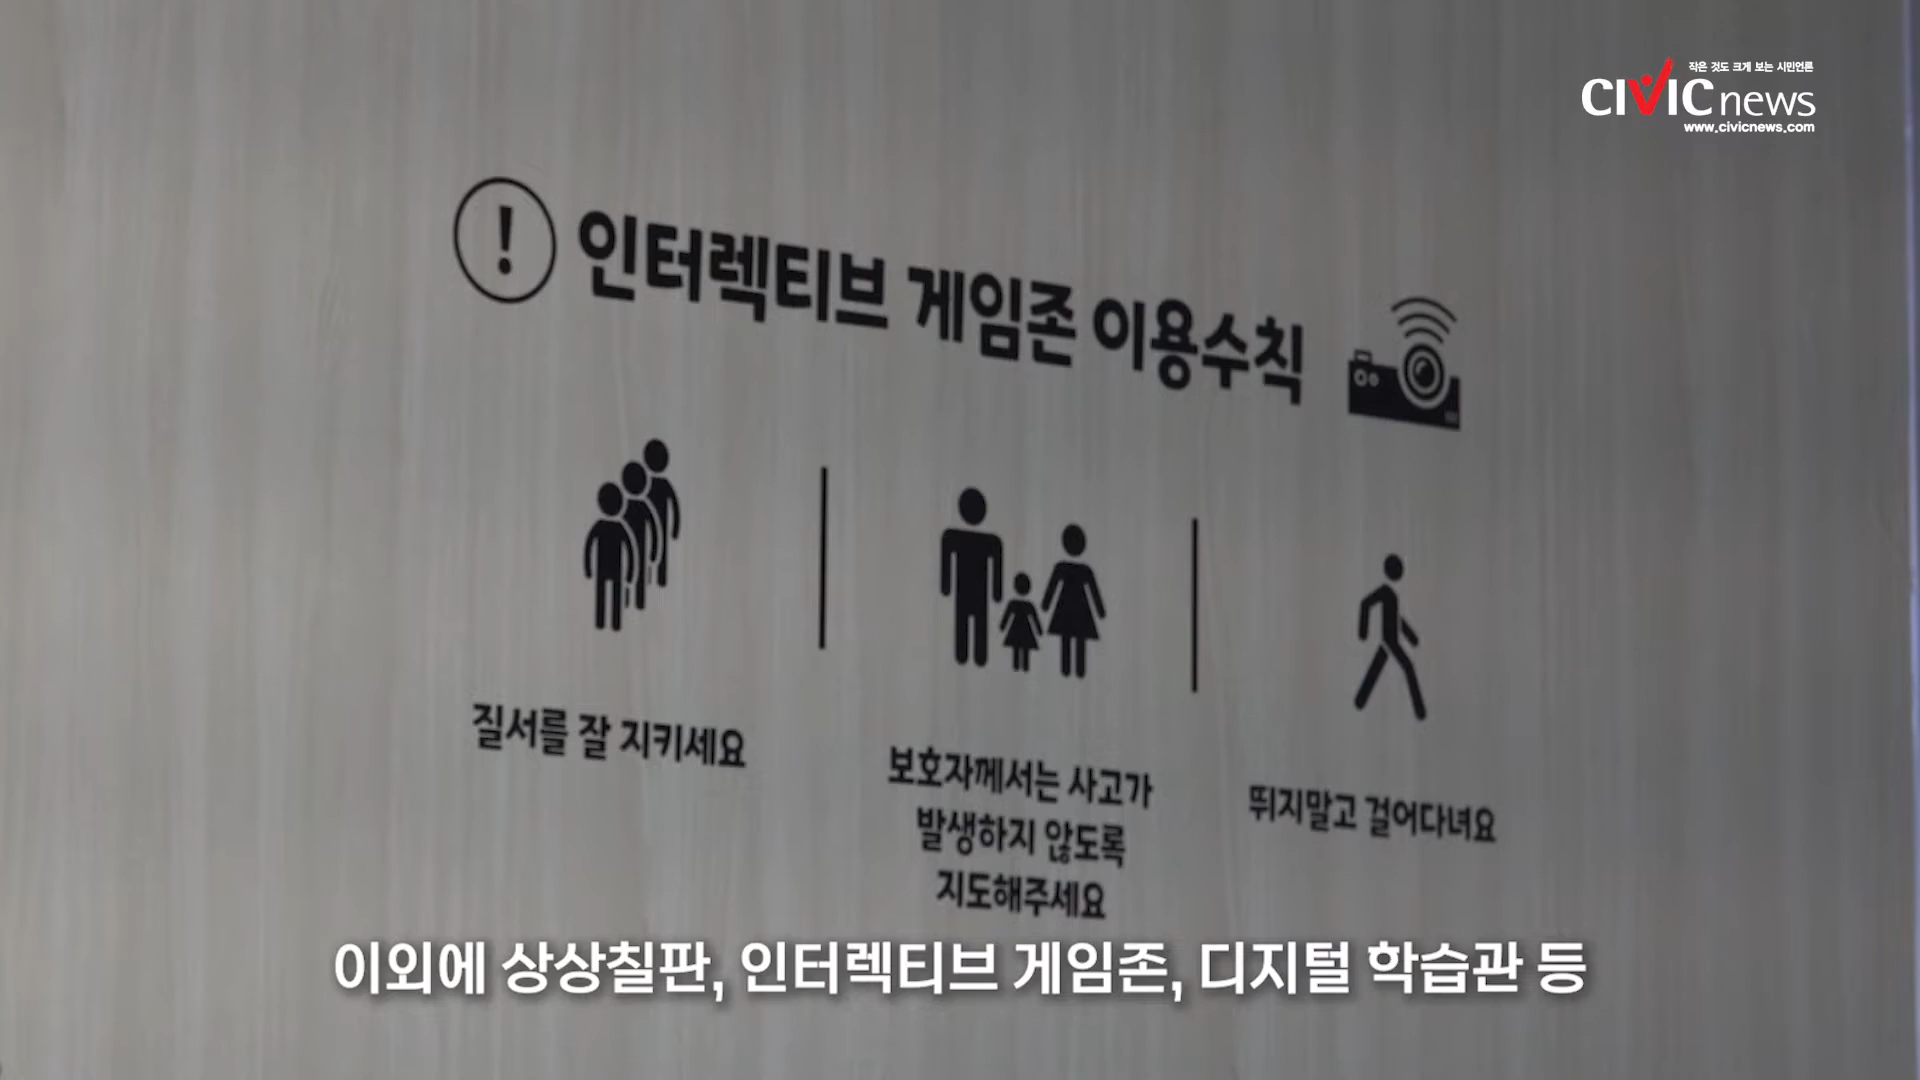 작은 것도 크게 보는 시민언론
CIVIC news
www.civicnews.com
! 인터렉티브 게임존 이용수칙
질서를 잘 지키세요
보호자께서는 사고가
발생하지 않도록
지도해주세요
뛰지말고 걸어다녀요
이외에 상상칠판, 인터렉티브 게임존, 디지털 학습관 등